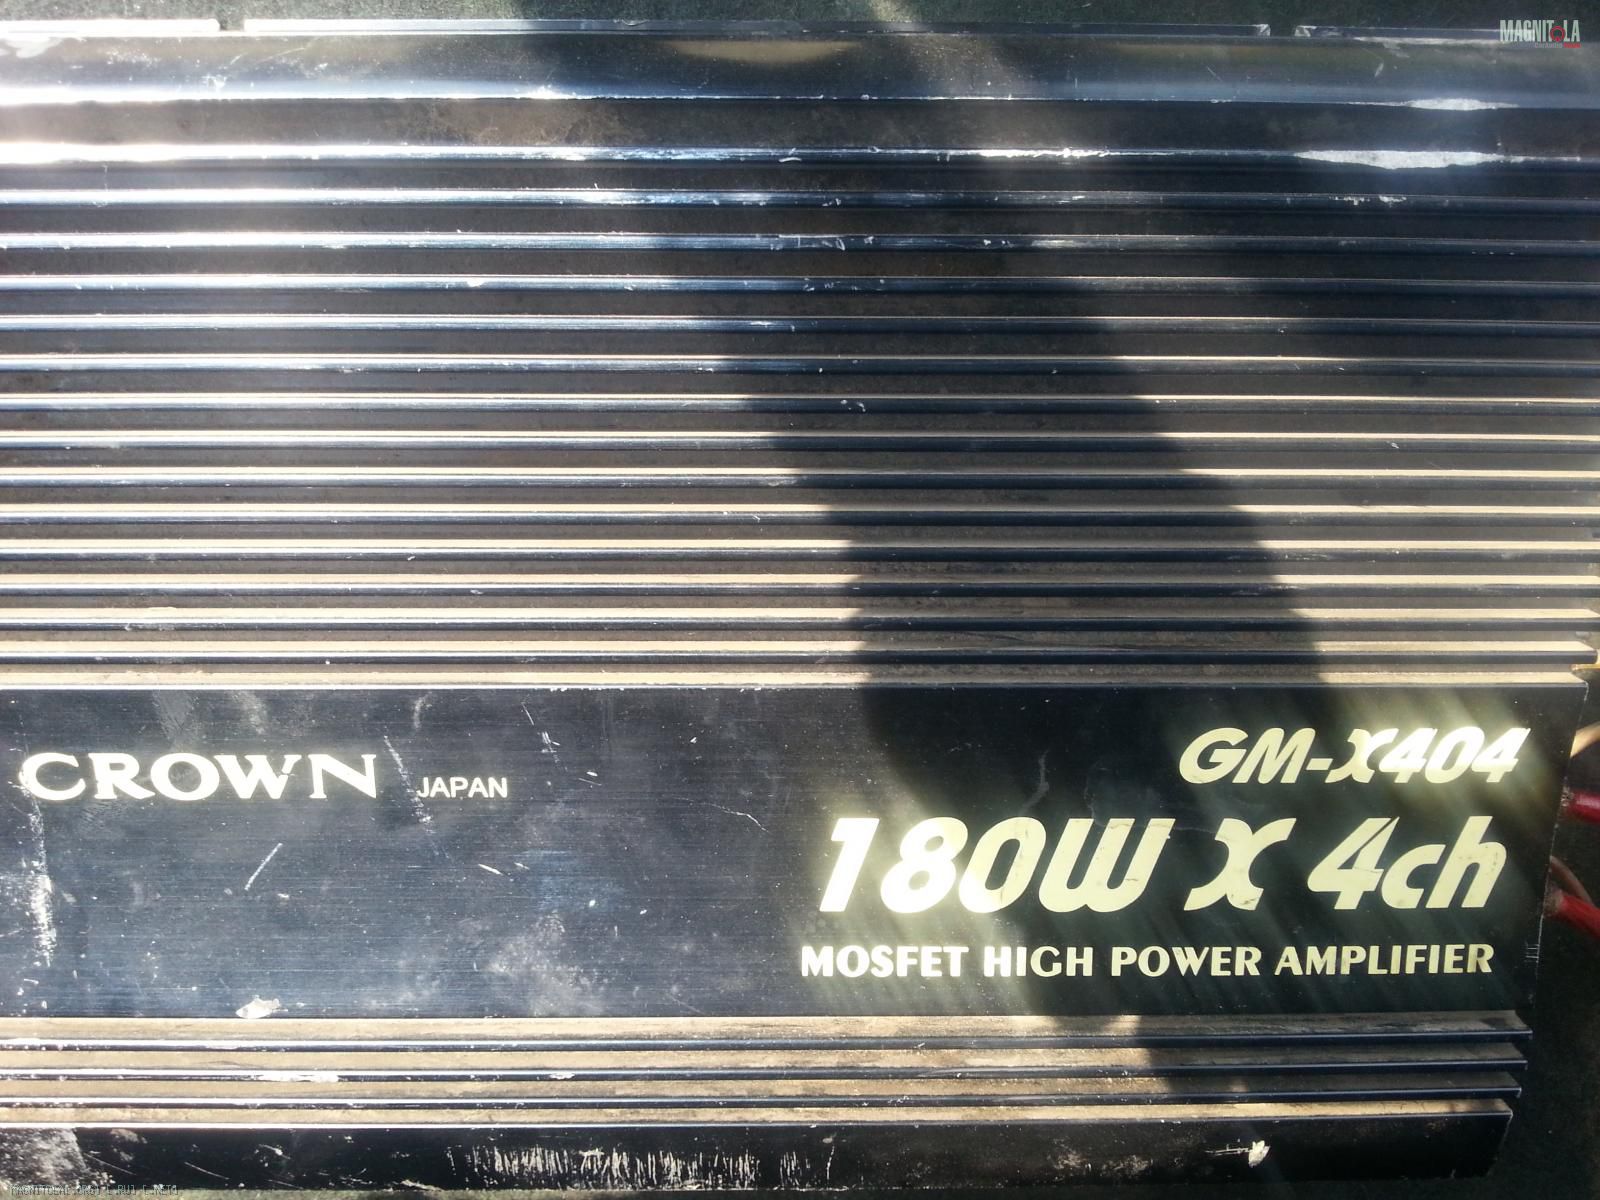 MAGNITOLA
CROWN JAPAN
GM-X404
180W X 4ch
MOSFET HIGH POWER AMPLIFIER